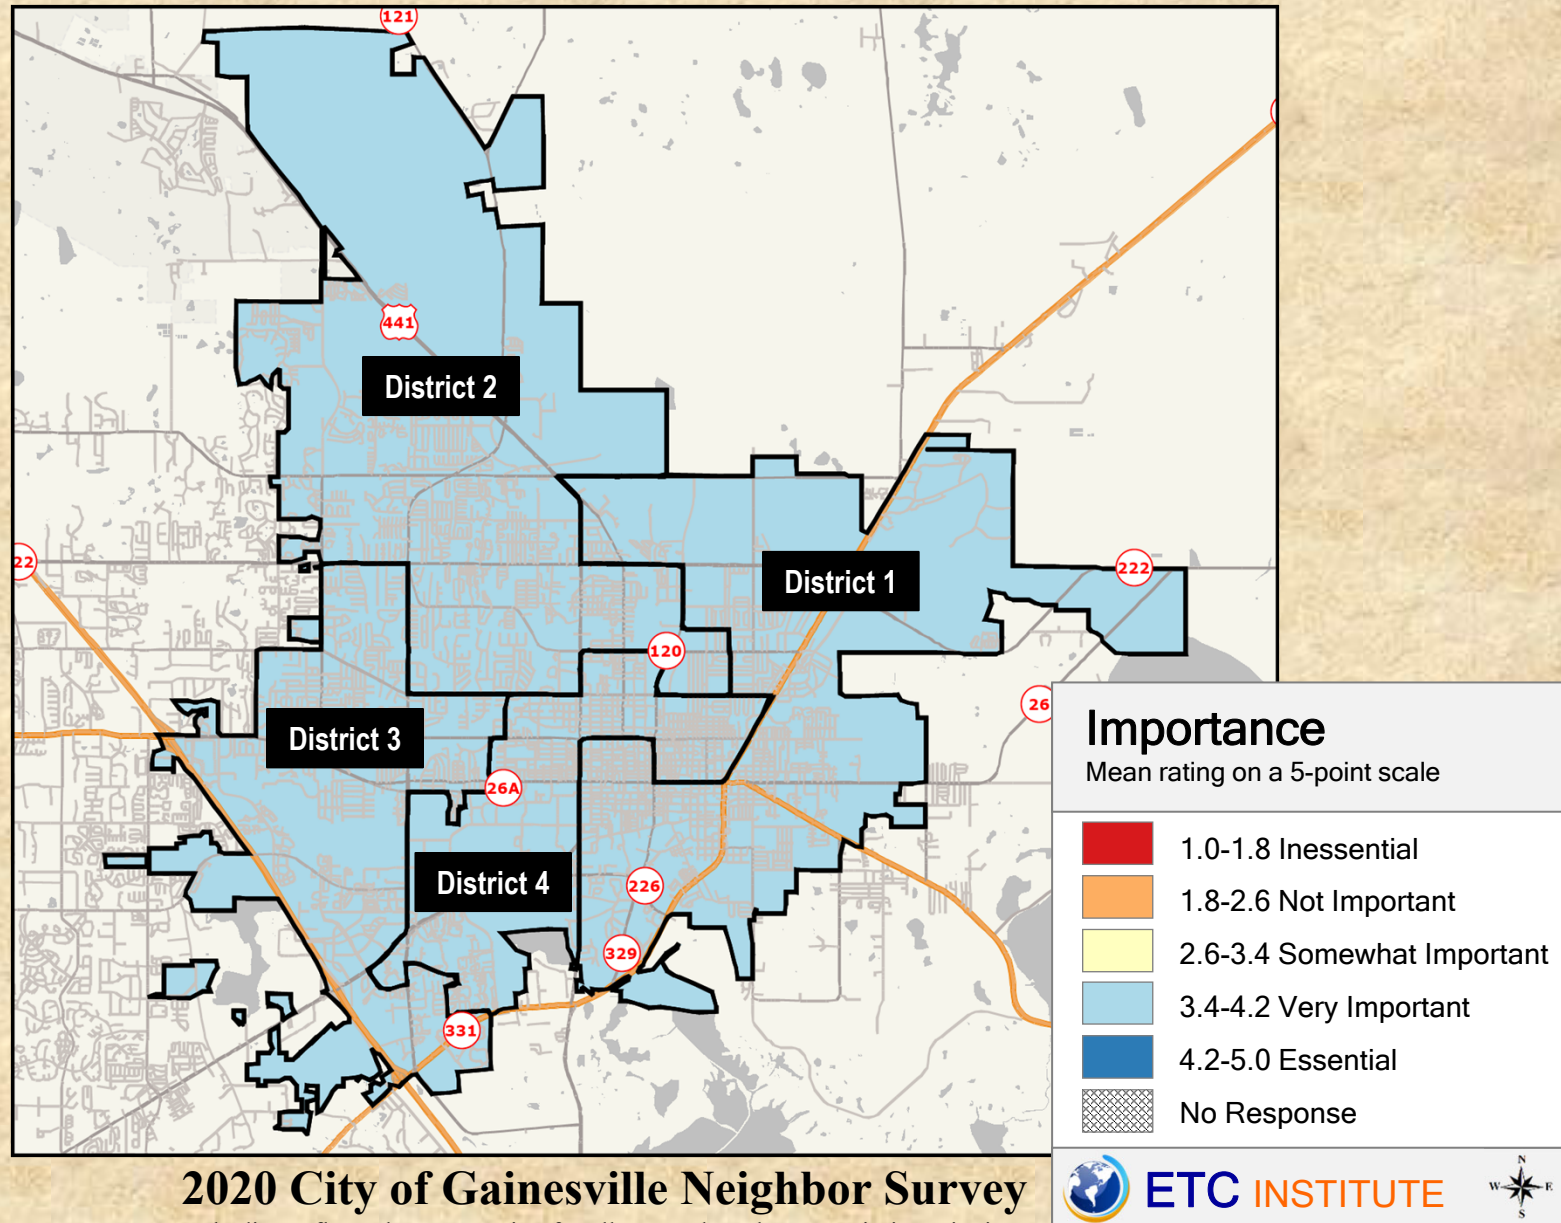 121
441
District 2
22
District 1
222
120
26
District 3
26A
District 4
226
329
331
Importance
Mean rating on a 5-point scale
1.0-1.8 Inessential
1.8-2.6 Not Important
2.6-3.4 Somewhat Important
3.4-4.2 Very Important
4.2-5.0 Essential
No Response
ETC INSTITUTE
N
W E
S
2020 City of Gainesville Neighbor Survey